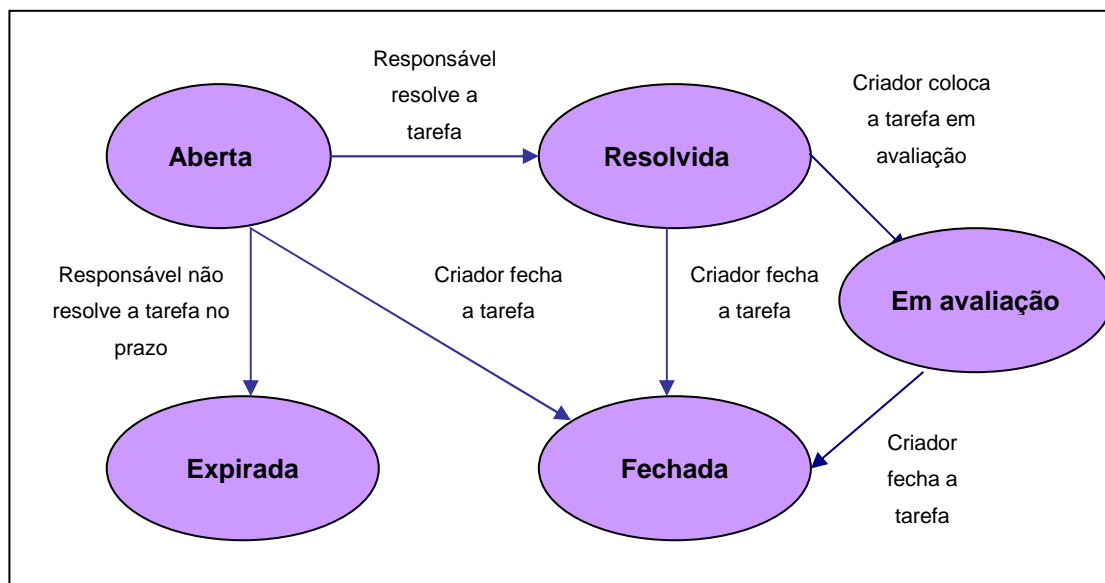 Responsável
resolve a
tarefa
Criador coloca
a tarefa em
avaliação
Aberta
Resolvida
Responsável não
resolve a tarefa no
prazo
Criador fecha
a tarefa
Criador fecha
a tarefa
Em avaliação
Expirada
Fechada
Criador
fecha a
tarefa